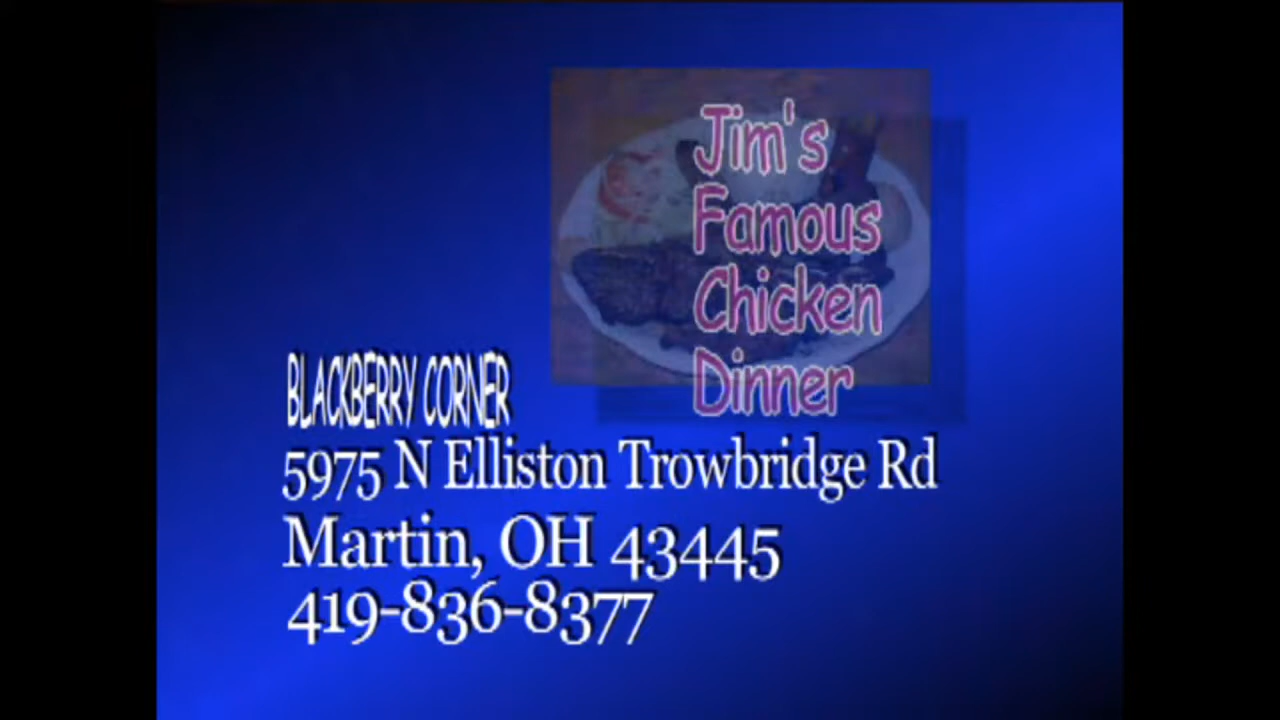 Jim's
Famous
Chicken
Dinner
BLACKBERRY CORNER
5975 N Elliston Trowbridge Rd
Martin, OH 43445
419-836-8377